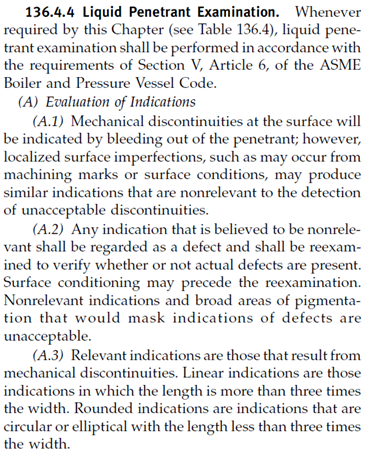 136.4.4 Liquid Penetrant Examination. Whenever
required by this Chapter (see Table 136.4), liquid pene-
trant examination shall be performed in accordance with
the requirements of Section V, Article 6, of the ASME
Boiler and Pressure Vessel Code.
(A) Evaluation of Indications
(A.1) Mechanical discontinuities at the surface will
be indicated by bleeding out of the penetrant; however,
localized surface imperfections, such as may occur from
machining marks or surface conditions, may produce
similar indications that are nonrelevant to the detection
of unacceptable discontinuities.
(A.2) Any indication that is believed to be nonrele-
vant shall be regarded as a defect and shall be reexam-
ined to verify whether or not actual defects are present.
Surface conditioning may precede the reexamination.
Nonrelevant indications and broad areas of pigmenta-
tion that would mask indications of defects are
unacceptable.
(A.3) Relevant indications are those that result from
mechanical discontinuities. Linear indications are those
indications in which the length is more than three times
the width. Rounded indications are indications that are
circular or elliptical with the length less than three times
the width.